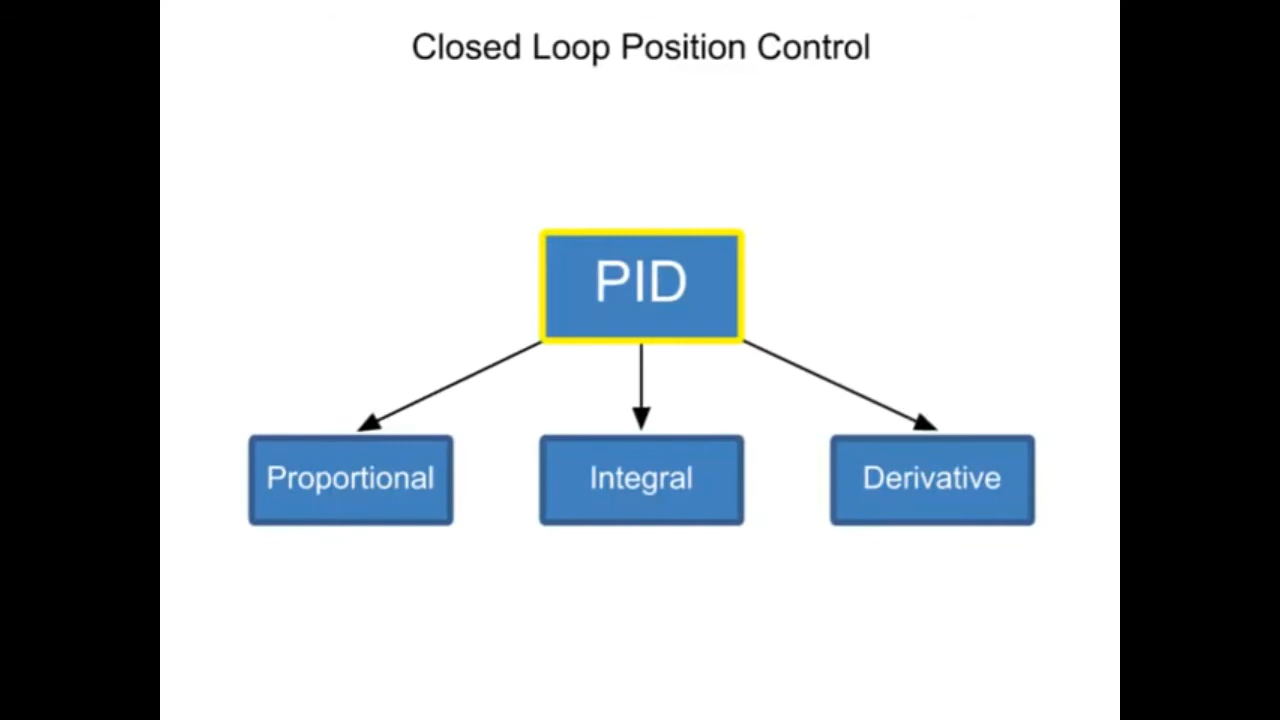 Closed Loop Position Control
PID
Proportional
Integral
Derivative